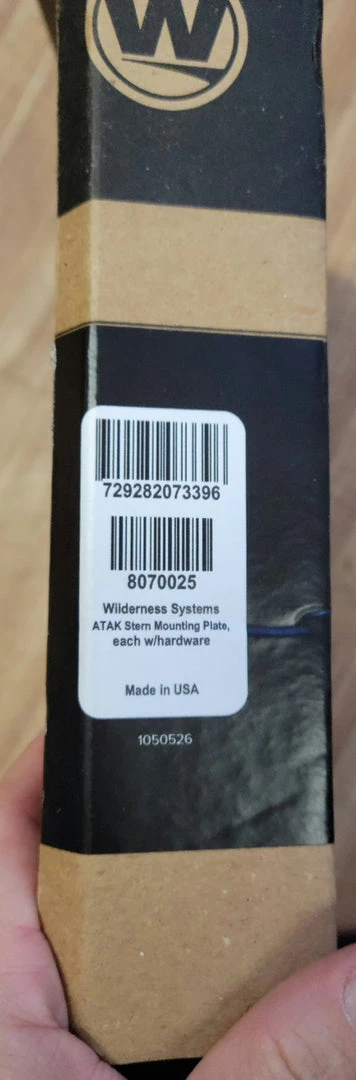 W
729282073396
8070025
Wilderness Systems
ATAK Stern Mounting Plate,
each w/hardware
Made in USA
1050526